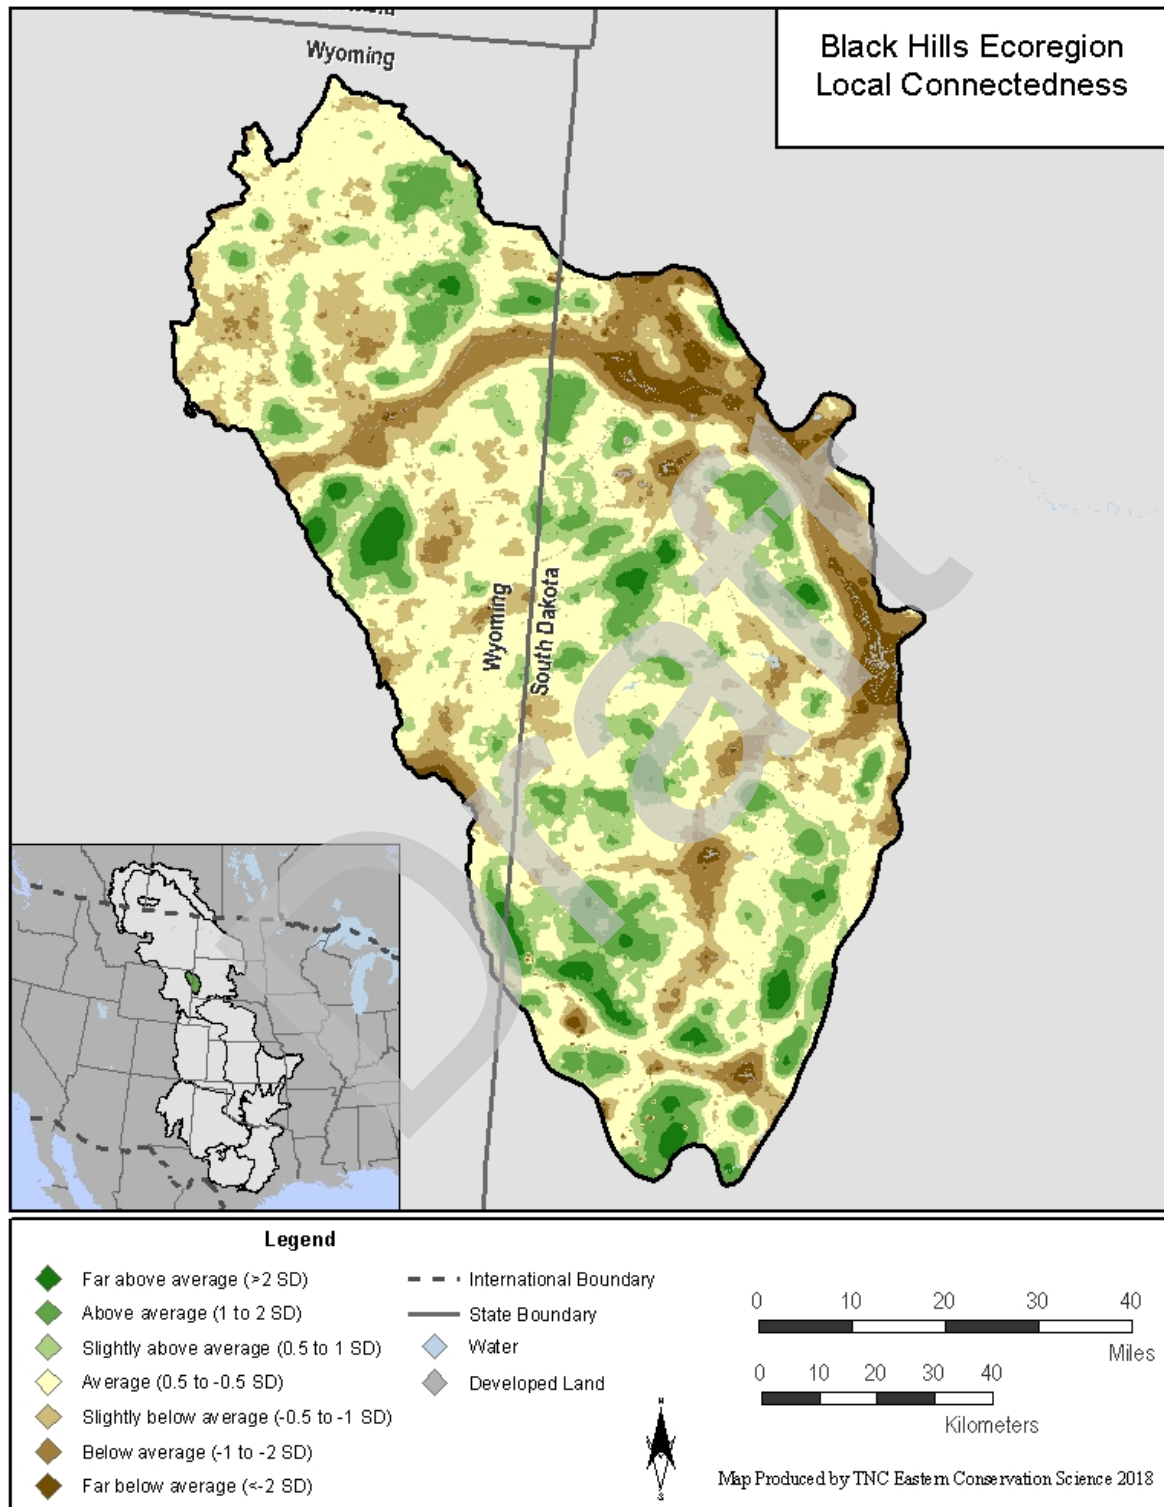 Black Hills Ecoregion
Local Connectedness
Wyoming
Wyoming
South Dakota
Draft
Legend
Far above average (>2 SD)
Above average (1 to 2 SD)
Slightly above average (0.5 to 1 SD)
Average (0.5 to -0.5 SD)
Slightly below average (-0.5 to -1 SD)
Below average (-1 to -2 SD)
Far below average (<-2 SD)
International Boundary
State Boundary
Water
Developed Land
N
S
0 10 20 30 40
Miles
0 10 20 30 40
Kilometers
Map Produced by TNC Eastern Conservation Science 2018